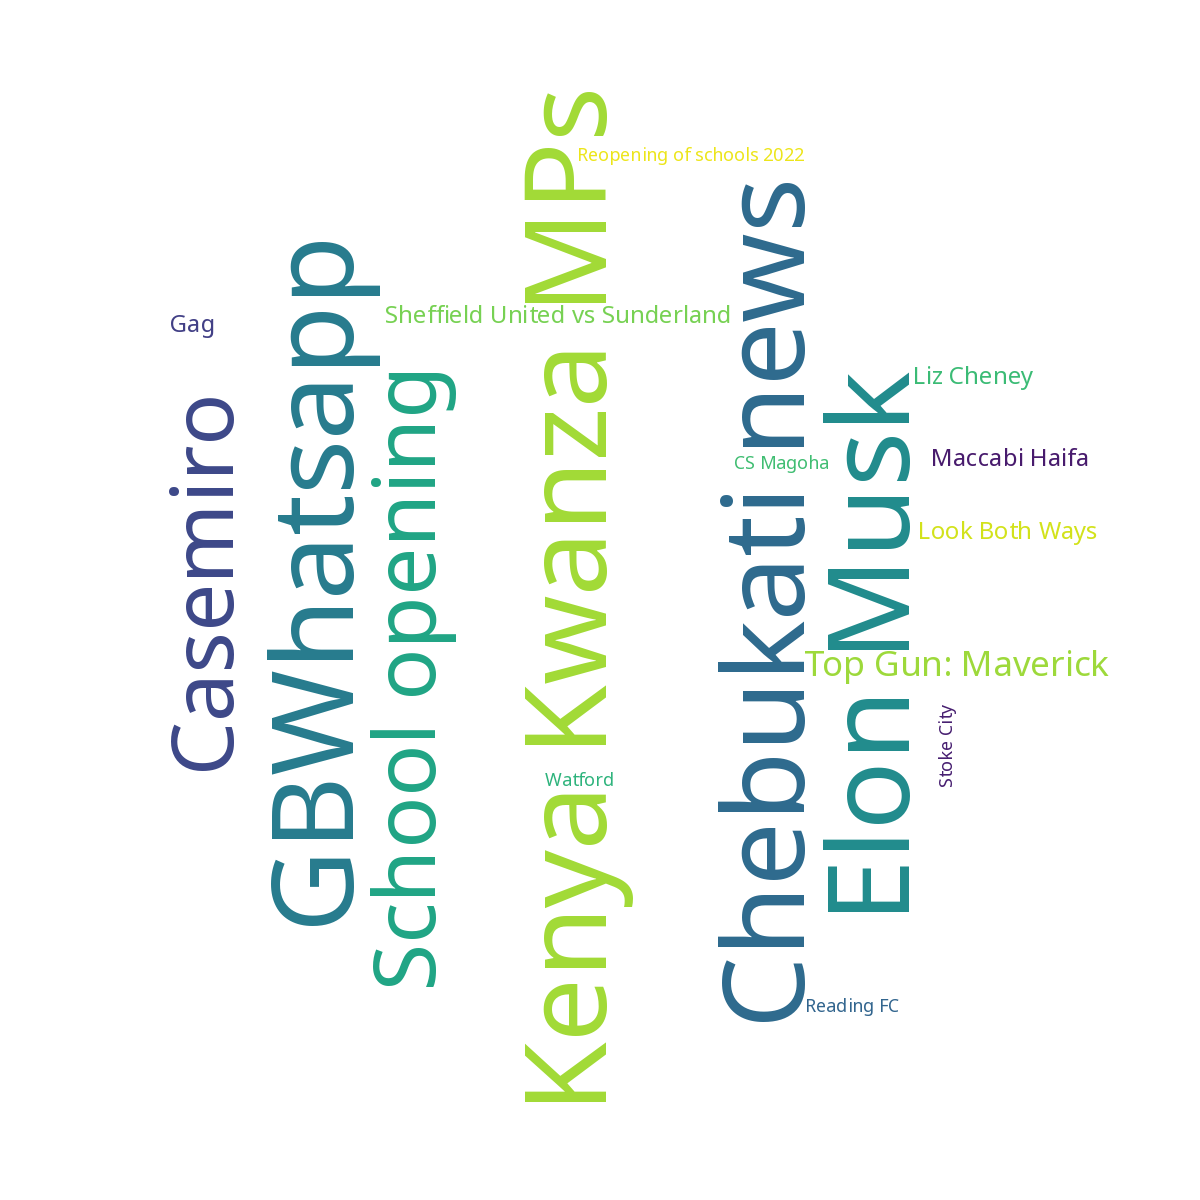 Reopening of schools 2022
Kenya Kwanza MPs
Chebukati news
GBWhatsapp
Sheffield United vs Sunderland
Gag
School opening
Elon Musk
Liz Cheney
Casemiro
Maccabi Haifa
CS Magoha
Look Both Ways
Top Gun: Maverick
Stoke City
Watford
Reading FC